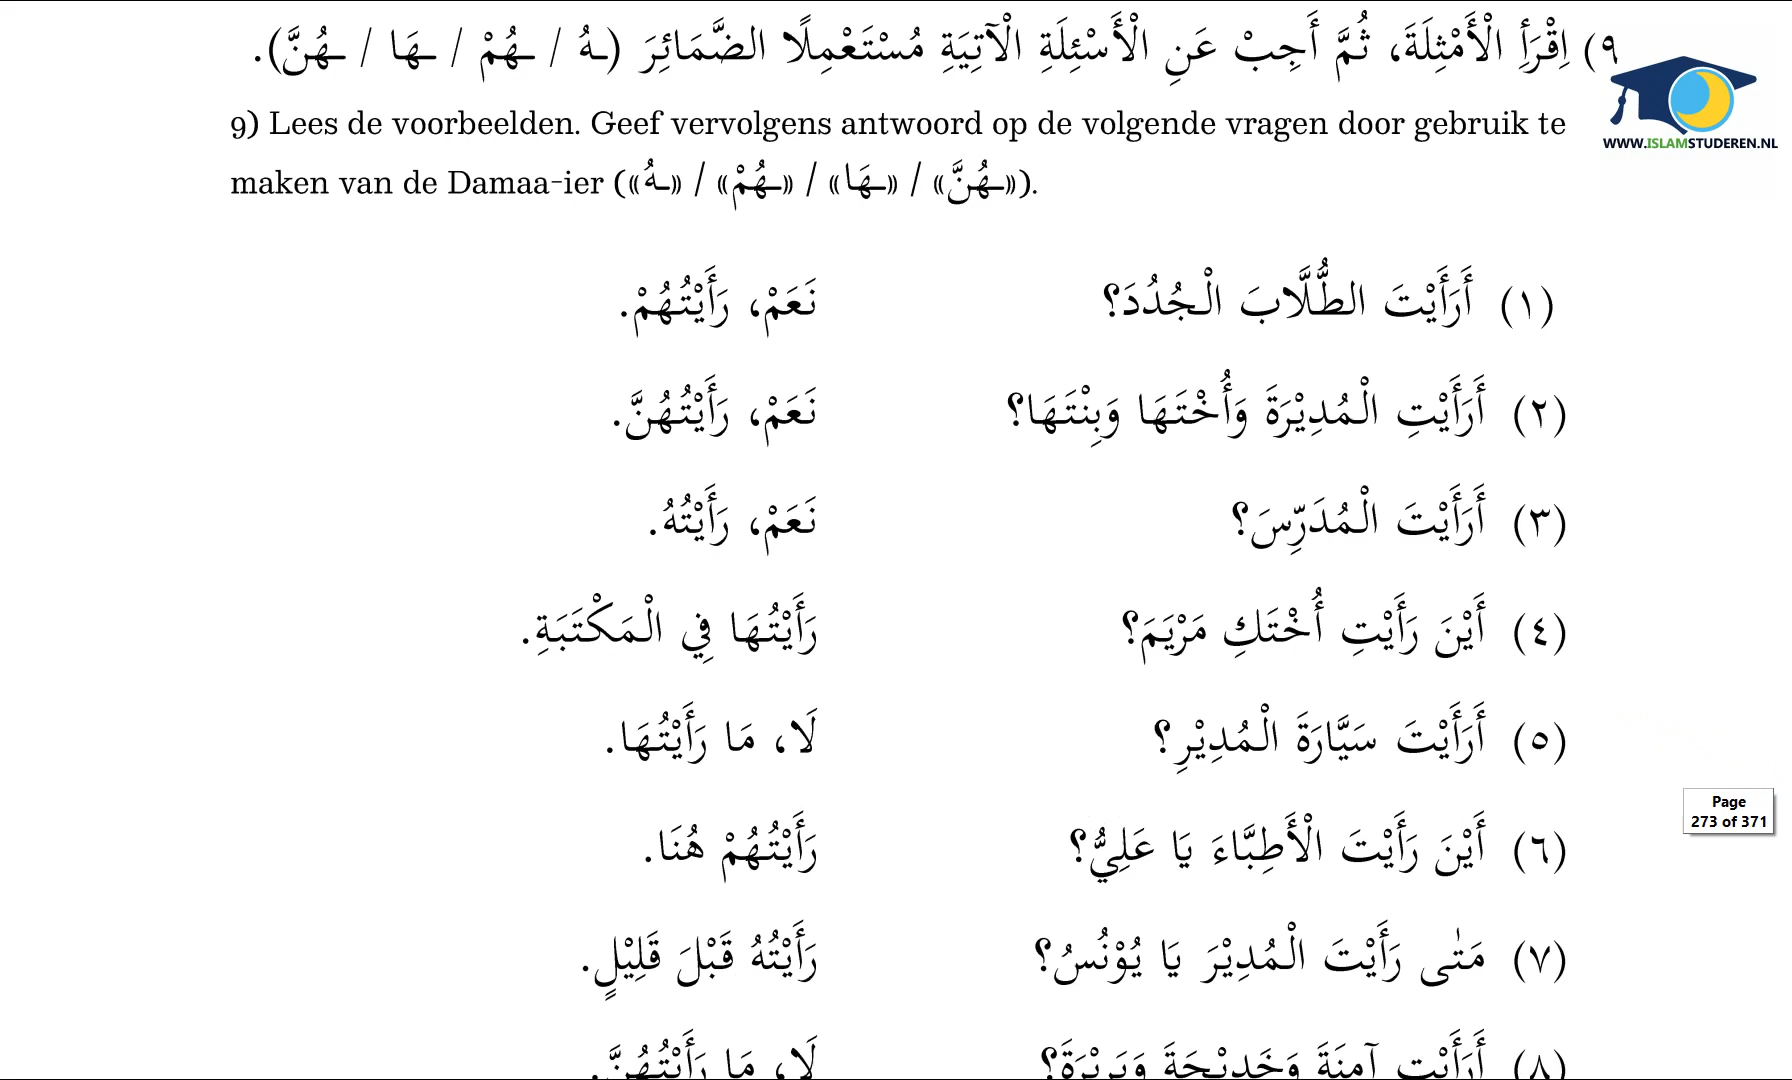 ٩) اِقْرَأِ الْأَمْثِلَةَ، ثُمَّ أَجِبْ عَنِ الْأَسْئِلَةِ الْآتِيَةِ مُسْتَعْمِلًا الضَّمَائِرَ (ـهُ / ـهُمْ / ـهَا / ـهُنَّ).
WWW.ISLAMSTUDEREN.NL
9) Lees de voorbeelden. Geef vervolgens antwoord op de volgende vragen door gebruik te
maken van de Damaa-ier («ـهُ» / «ـهُمْ» / «ـهَا» / «ـهُنَّ»).
(١) أَرَأَيْتَ الطُّلَّابَ الْجُدُدَ؟ نَعَمْ، رَأَيْتُهُمْ.
(٢) أَرَأَيْتِ الْمُدِيْرَةَ وَأُخْتَهَا وَبِنْتَهَا؟ نَعَمْ، رَأَيْتُهُنَّ.
(٣) أَرَأَيْتَ الْمُدَرِّسَ؟ نَعَمْ، رَأَيْتُهُ.
(٤) أَيْنَ رَأَيْتِ أُخْتَكِ مَرْيَمَ؟ رَأَيْتُهَا فِي الْمَكْتَبَةِ.
(٥) أَرَأَيْتَ سَيَّارَةَ الْمُدِيْرِ؟ لَا، مَا رَأَيْتُهَا.
Page
273 of 371
(٦) أَيْنَ رَأَيْتَ الْأَطِبَّاءَ يَا عَلِيُّ؟ رَأَيْتُهُمْ هُنَا.
(٧) مَتٰى رَأَيْتَ الْمُدِيْرَ يَا يُوْنُسُ؟ رَأَيْتُهُ قَبْلَ قَلِيْلٍ.
(٨) أَرَأَيْتِ آمِنَةَ وَخَدِيْجَةَ وَبَرِيْرَةَ؟ لَا، مَا رَأَيْتُهُنَّ.